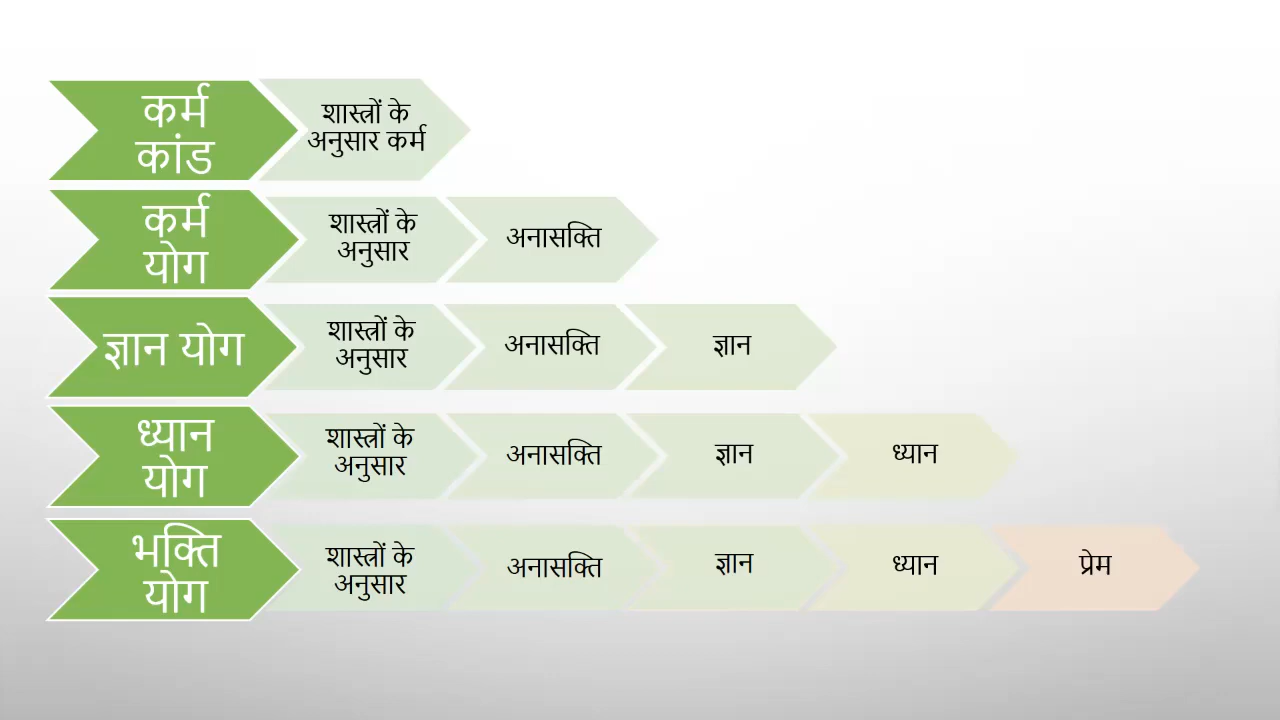 कर्म
कांड
शास्त्रों के
अनुसार कर्म
कर्म
योग
शास्त्रों के
अनुसार
अनासक्ति
ज्ञान योग
शास्त्रों के
अनुसार
अनासक्ति
ज्ञान
ध्यान
योग
शास्त्रों के
अनुसार
अनासक्ति
ज्ञान
ध्यान
भक्ति
योग
शास्त्रों के
अनुसार
अनासक्ति
ज्ञान
ध्यान
प्रेम